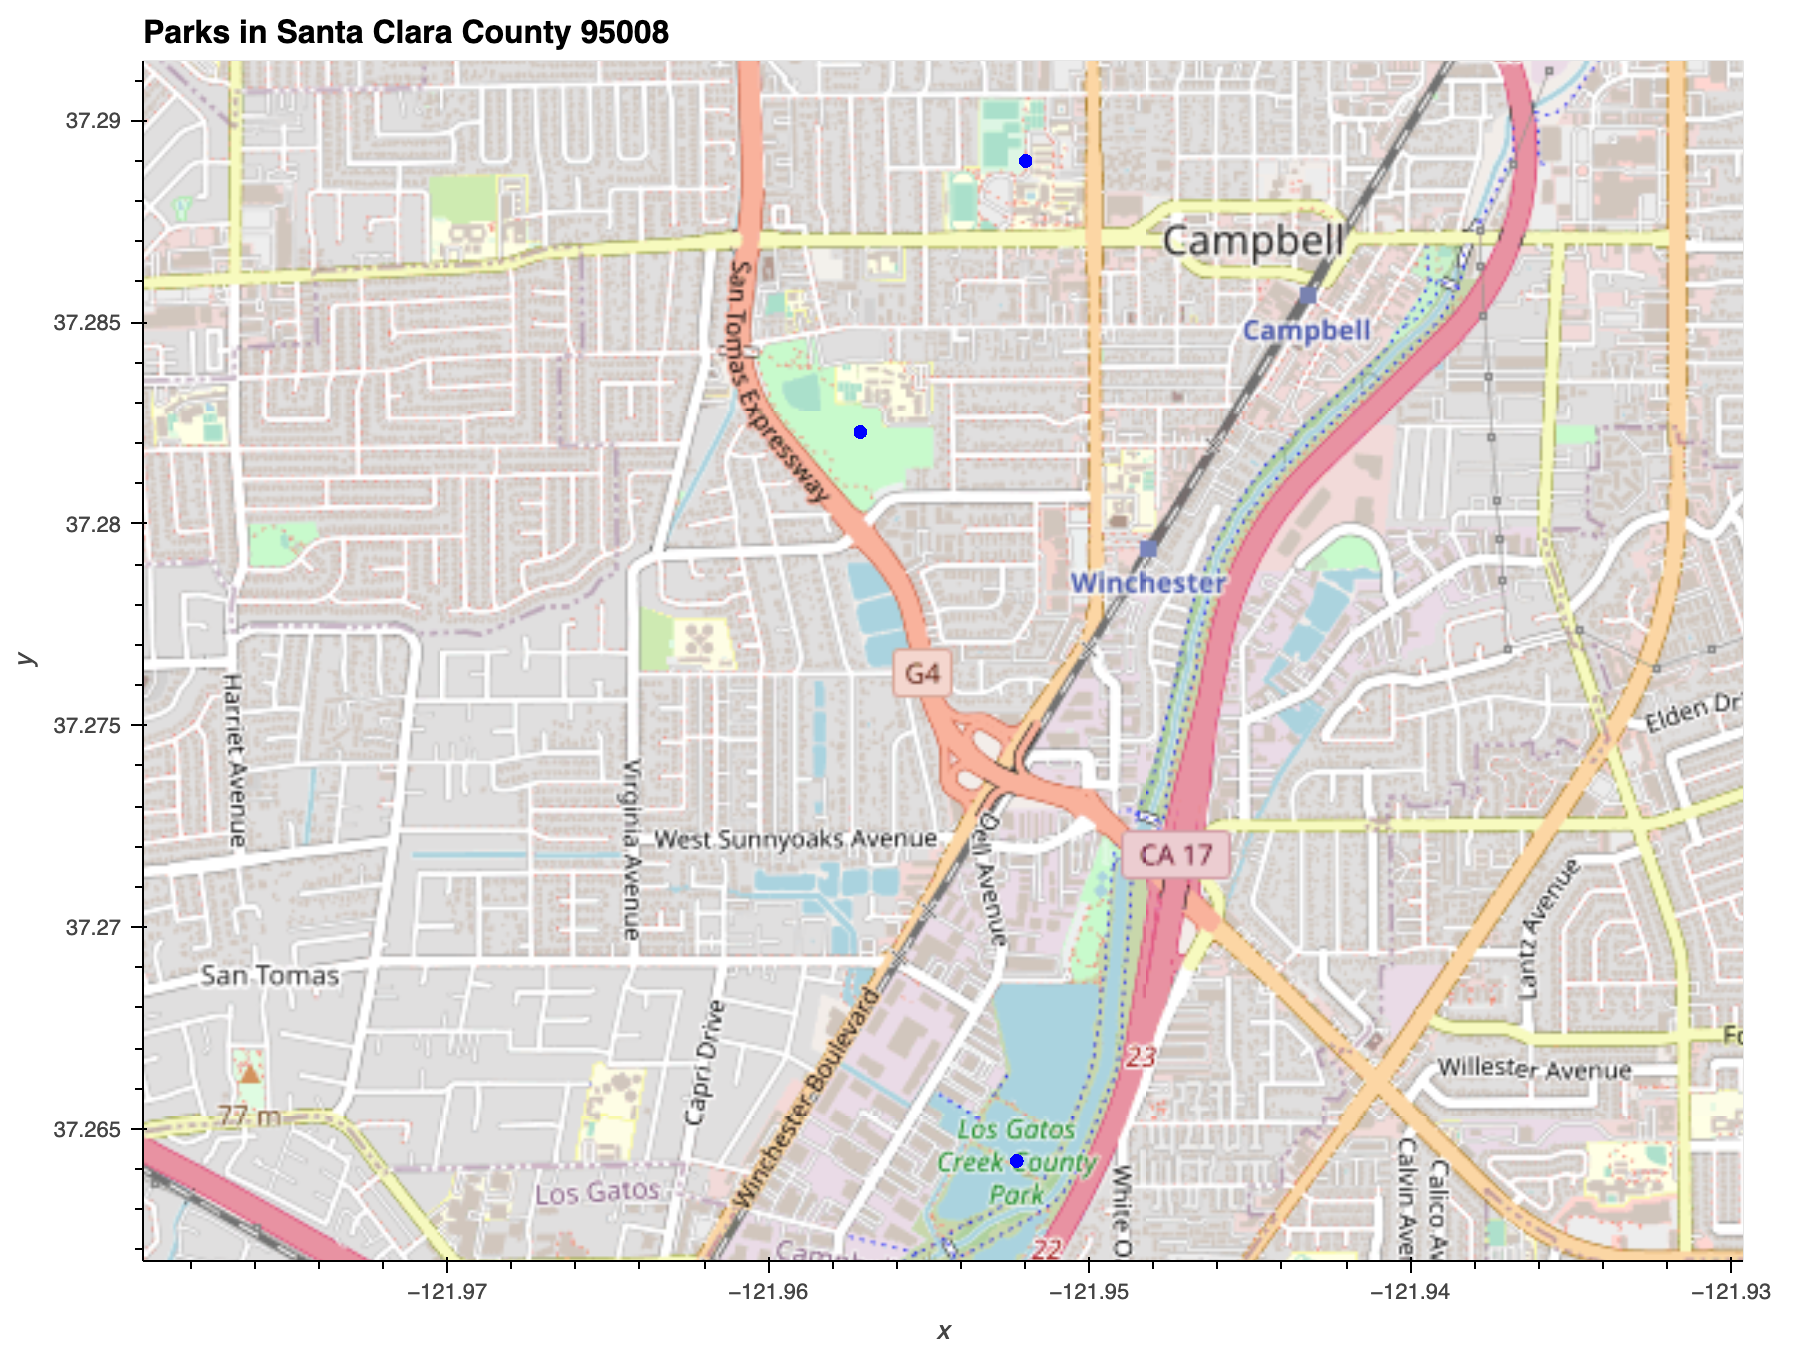 Parks in Santa Clara County 95008
37.29
37.285
37.28
37.275
37.27
37.265
y
−121.97
−121.96
−121.95
−121.94
−121.93
x
Campbell
San Tomas Expressway
Campbell
Winchester
G4
Harriet Avenue
Virginia Avenue
Elden Dr
West Sunnyoaks Avenue
Dell Avenue
CA 17
Lantz Avenue
San Tomas
Capri Drive
Winchester Boulevard
23
Willester Avenue
77 m
Los Gatos
Creek County
Park
Los Gatos
White O
Calvin Ave
Calico Av
22